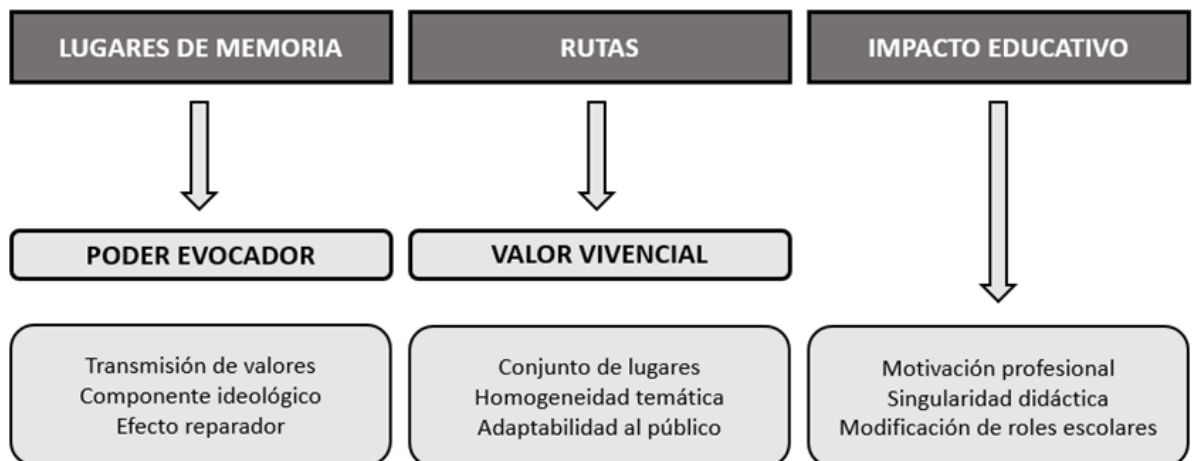 LUGARES DE MEMORIA
RUTAS
IMPACTO EDUCATIVO
PODER EVOCADOR
VALOR VIVENCIAL
Transmisión de valores
Componente ideológico
Efecto reparador
Conjunto de lugares
Homogeneidad temática
Adaptabilidad al público
Motivación profesional
Singularidad didáctica
Modificación de roles escolares